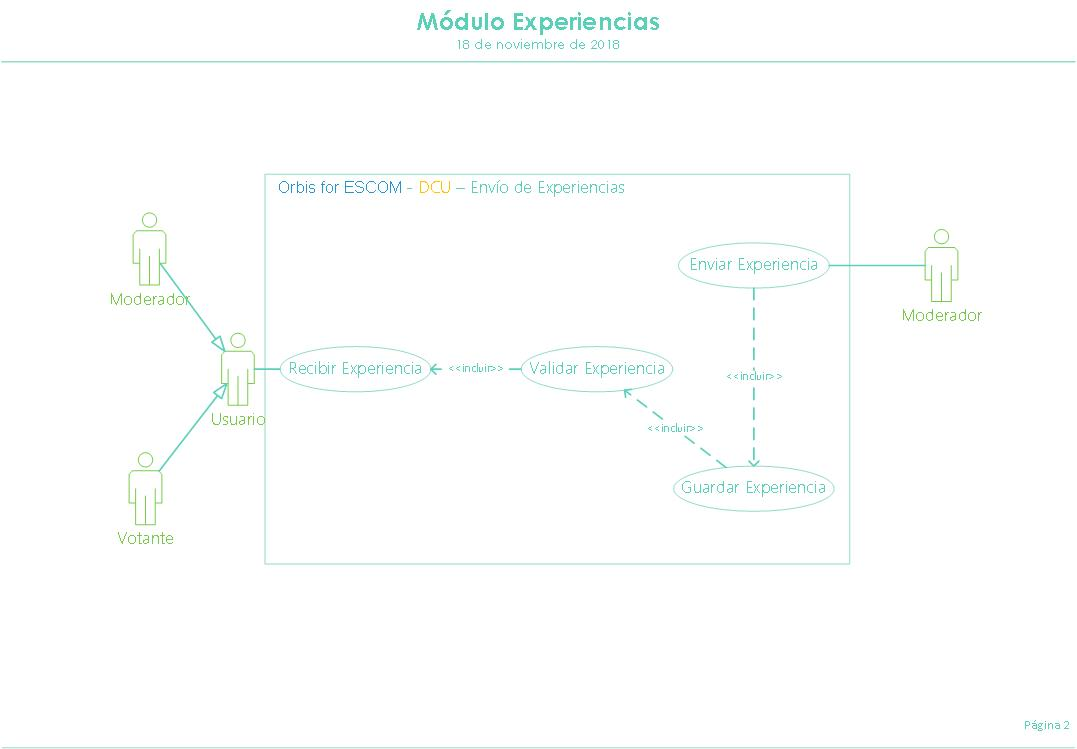 Módulo Experiencias
18 de noviembre de 2018
Orbis for ESCOM - DCU – Envío de Experiencias
Moderador
Enviar Experiencia
Moderador
Recibir Experiencia
<<incluir>>
Validar Experiencia
<<incluir>>
Usuario
<<incluir>>
Guardar Experiencia
Votante
Página 2